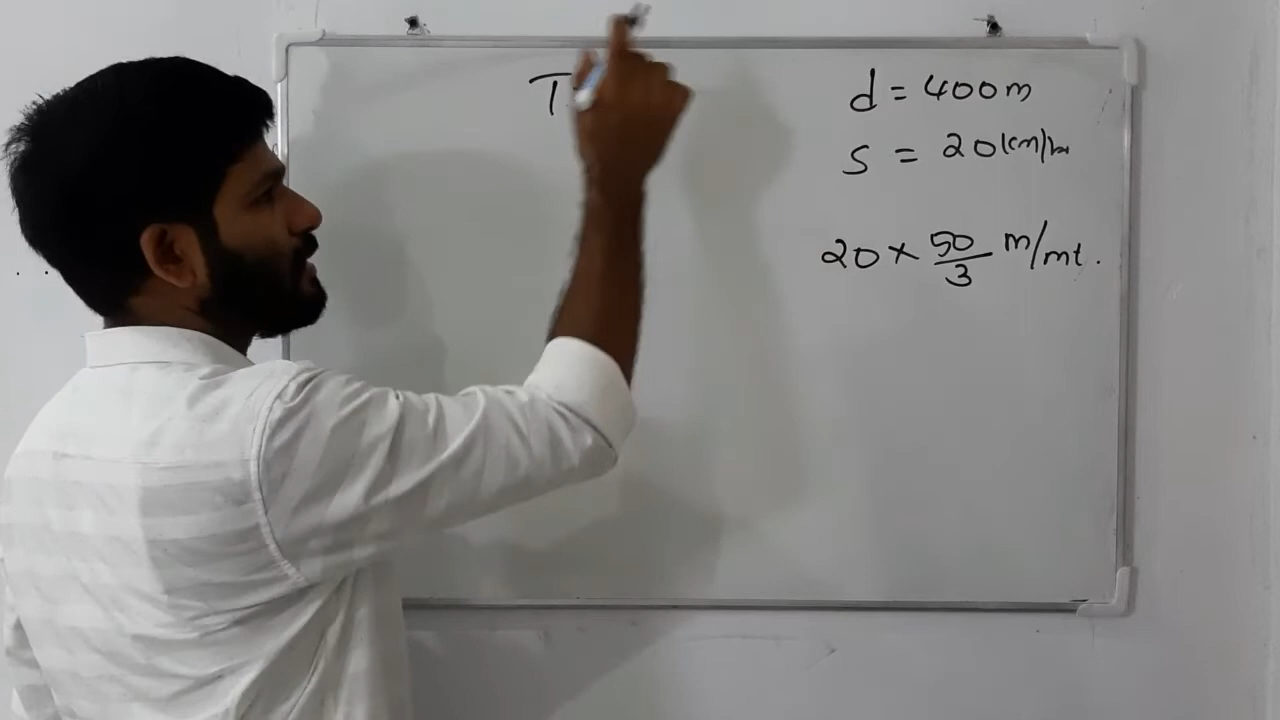 T
d = 400m
s = 20km/hr
20 × 50/3 m/mt.